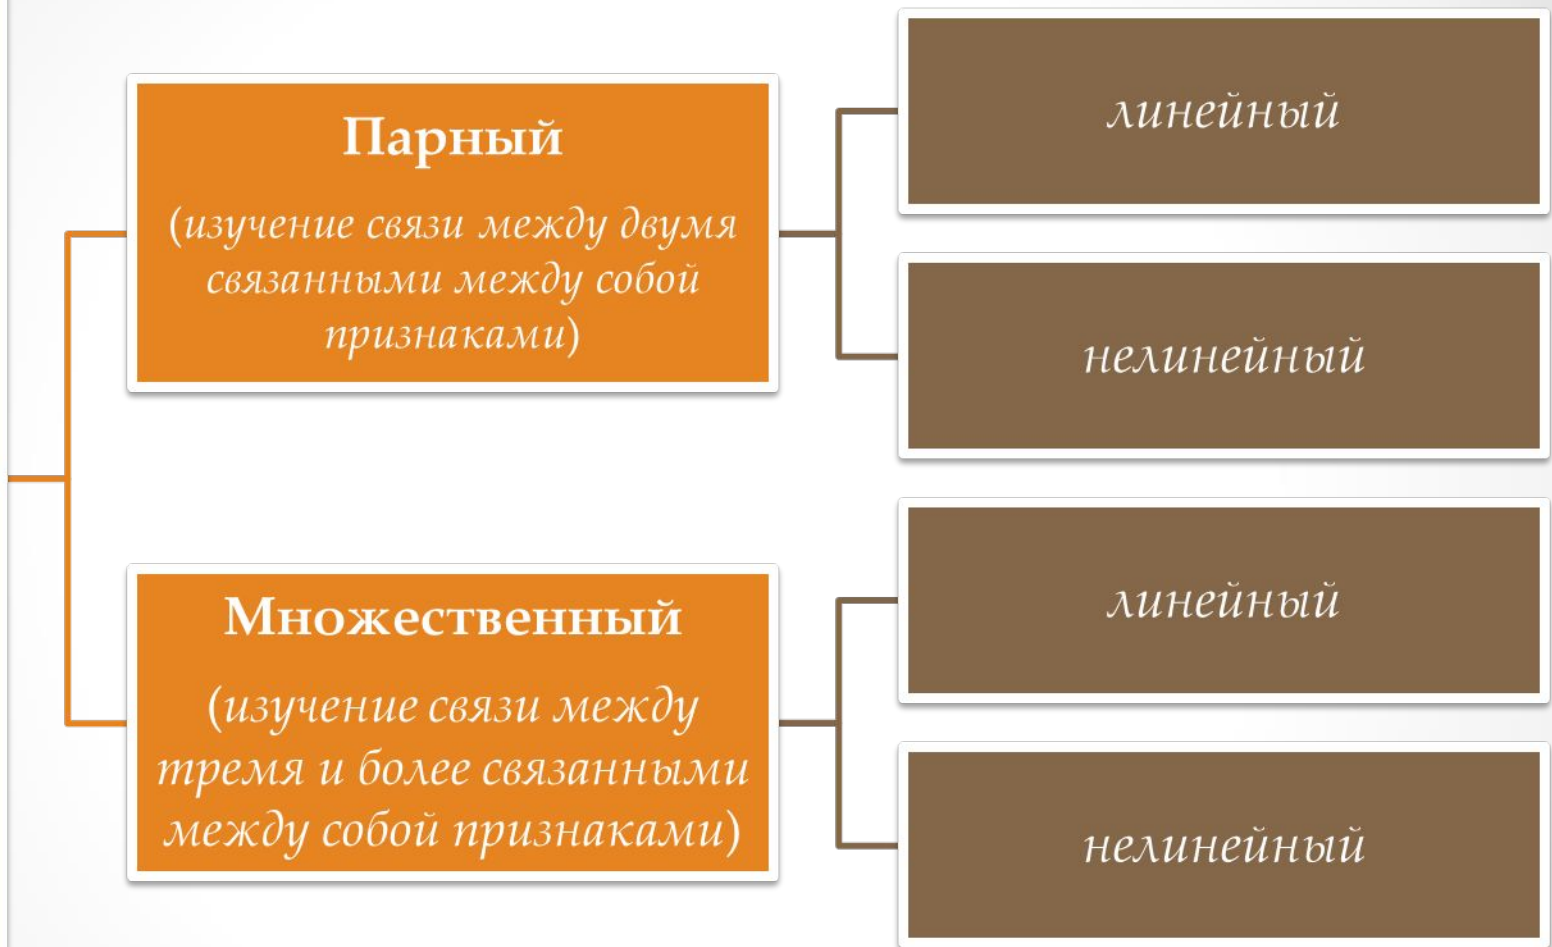 Парный
(изучение связи между двумя
связанными между собой
признаками)
линейный
нелинейный
Множественный
(изучение связи между
тремя и более связанными
между собой признаками)
линейный
нелинейный